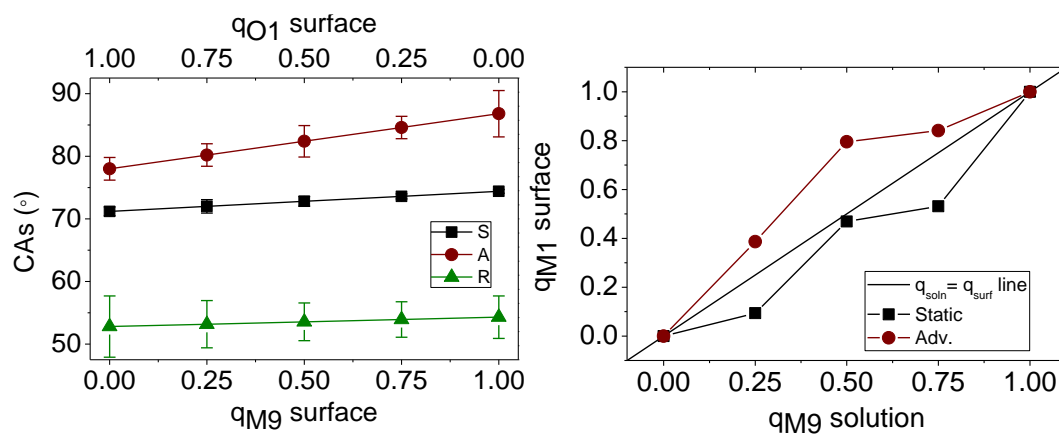 qO1 surface
1.00 0.75 0.50 0.25 0.00
90
80
70
60
50
CAs (°)
S
A
R
0.00 0.25 0.50 0.75 1.00
qM9 surface
1.0
0.8
0.6
0.4
0.2
0.0
qM1 surface
qsoln= qsurf line
Static
Adv.
0.00 0.25 0.50 0.75 1.00
qM9 solution